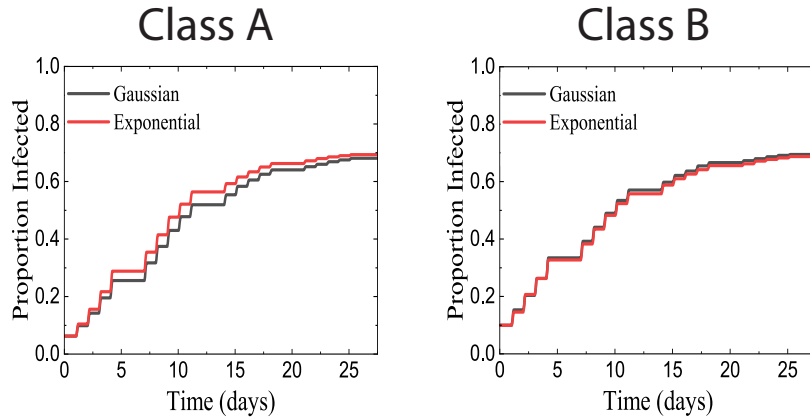 Class A
Class B
1.0
0.8
0.6
0.4
0.2
0.0
Proportion Infected
Gaussian
Exponential
0 5 10 15 20 25
Time (days)
1.0
0.8
0.6
0.4
0.2
0.0
Proportion Infected
Gaussian
Exponential
0 5 10 15 20 25
Time (days)